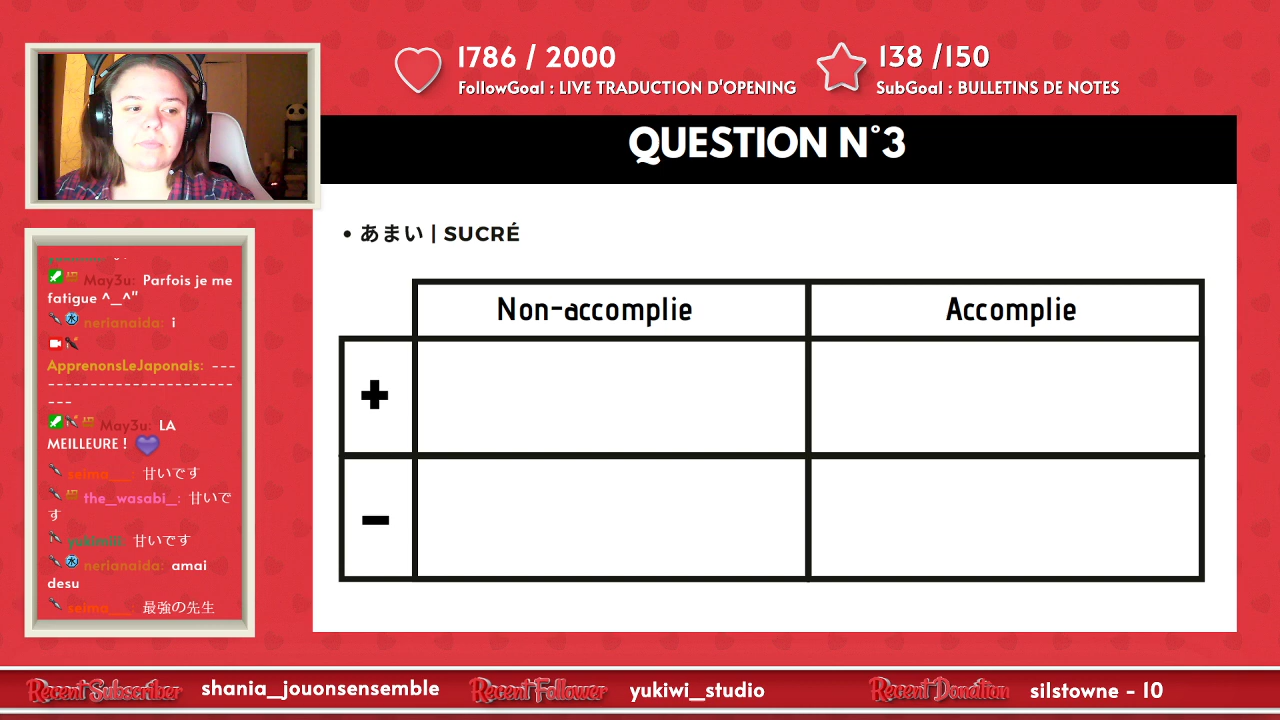 1786 / 2000
FollowGoal : LIVE TRADUCTION D'OPENING
138 /150
SubGoal : BULLETINS DE NOTES
QUESTION N°3
• あまい | SUCRÉ
Non-accomplie
Accomplie
+
-
May3u: Parfois je me
fatigue ^__^"
nerianaida: i
ApprenonsLeJaponais: ---
-----------------------
---
May3u: LA
MEILLEURE !
seima___: 甘いです
the_wasabi_: 甘いで
す
甘いです
nerianaida: amai
desu
seima___: 最強の先生
Recent Subscriber
shania_jouonsensemble
Recent Follower
yukiwi_studio
Recent Donation
silstowne - 10